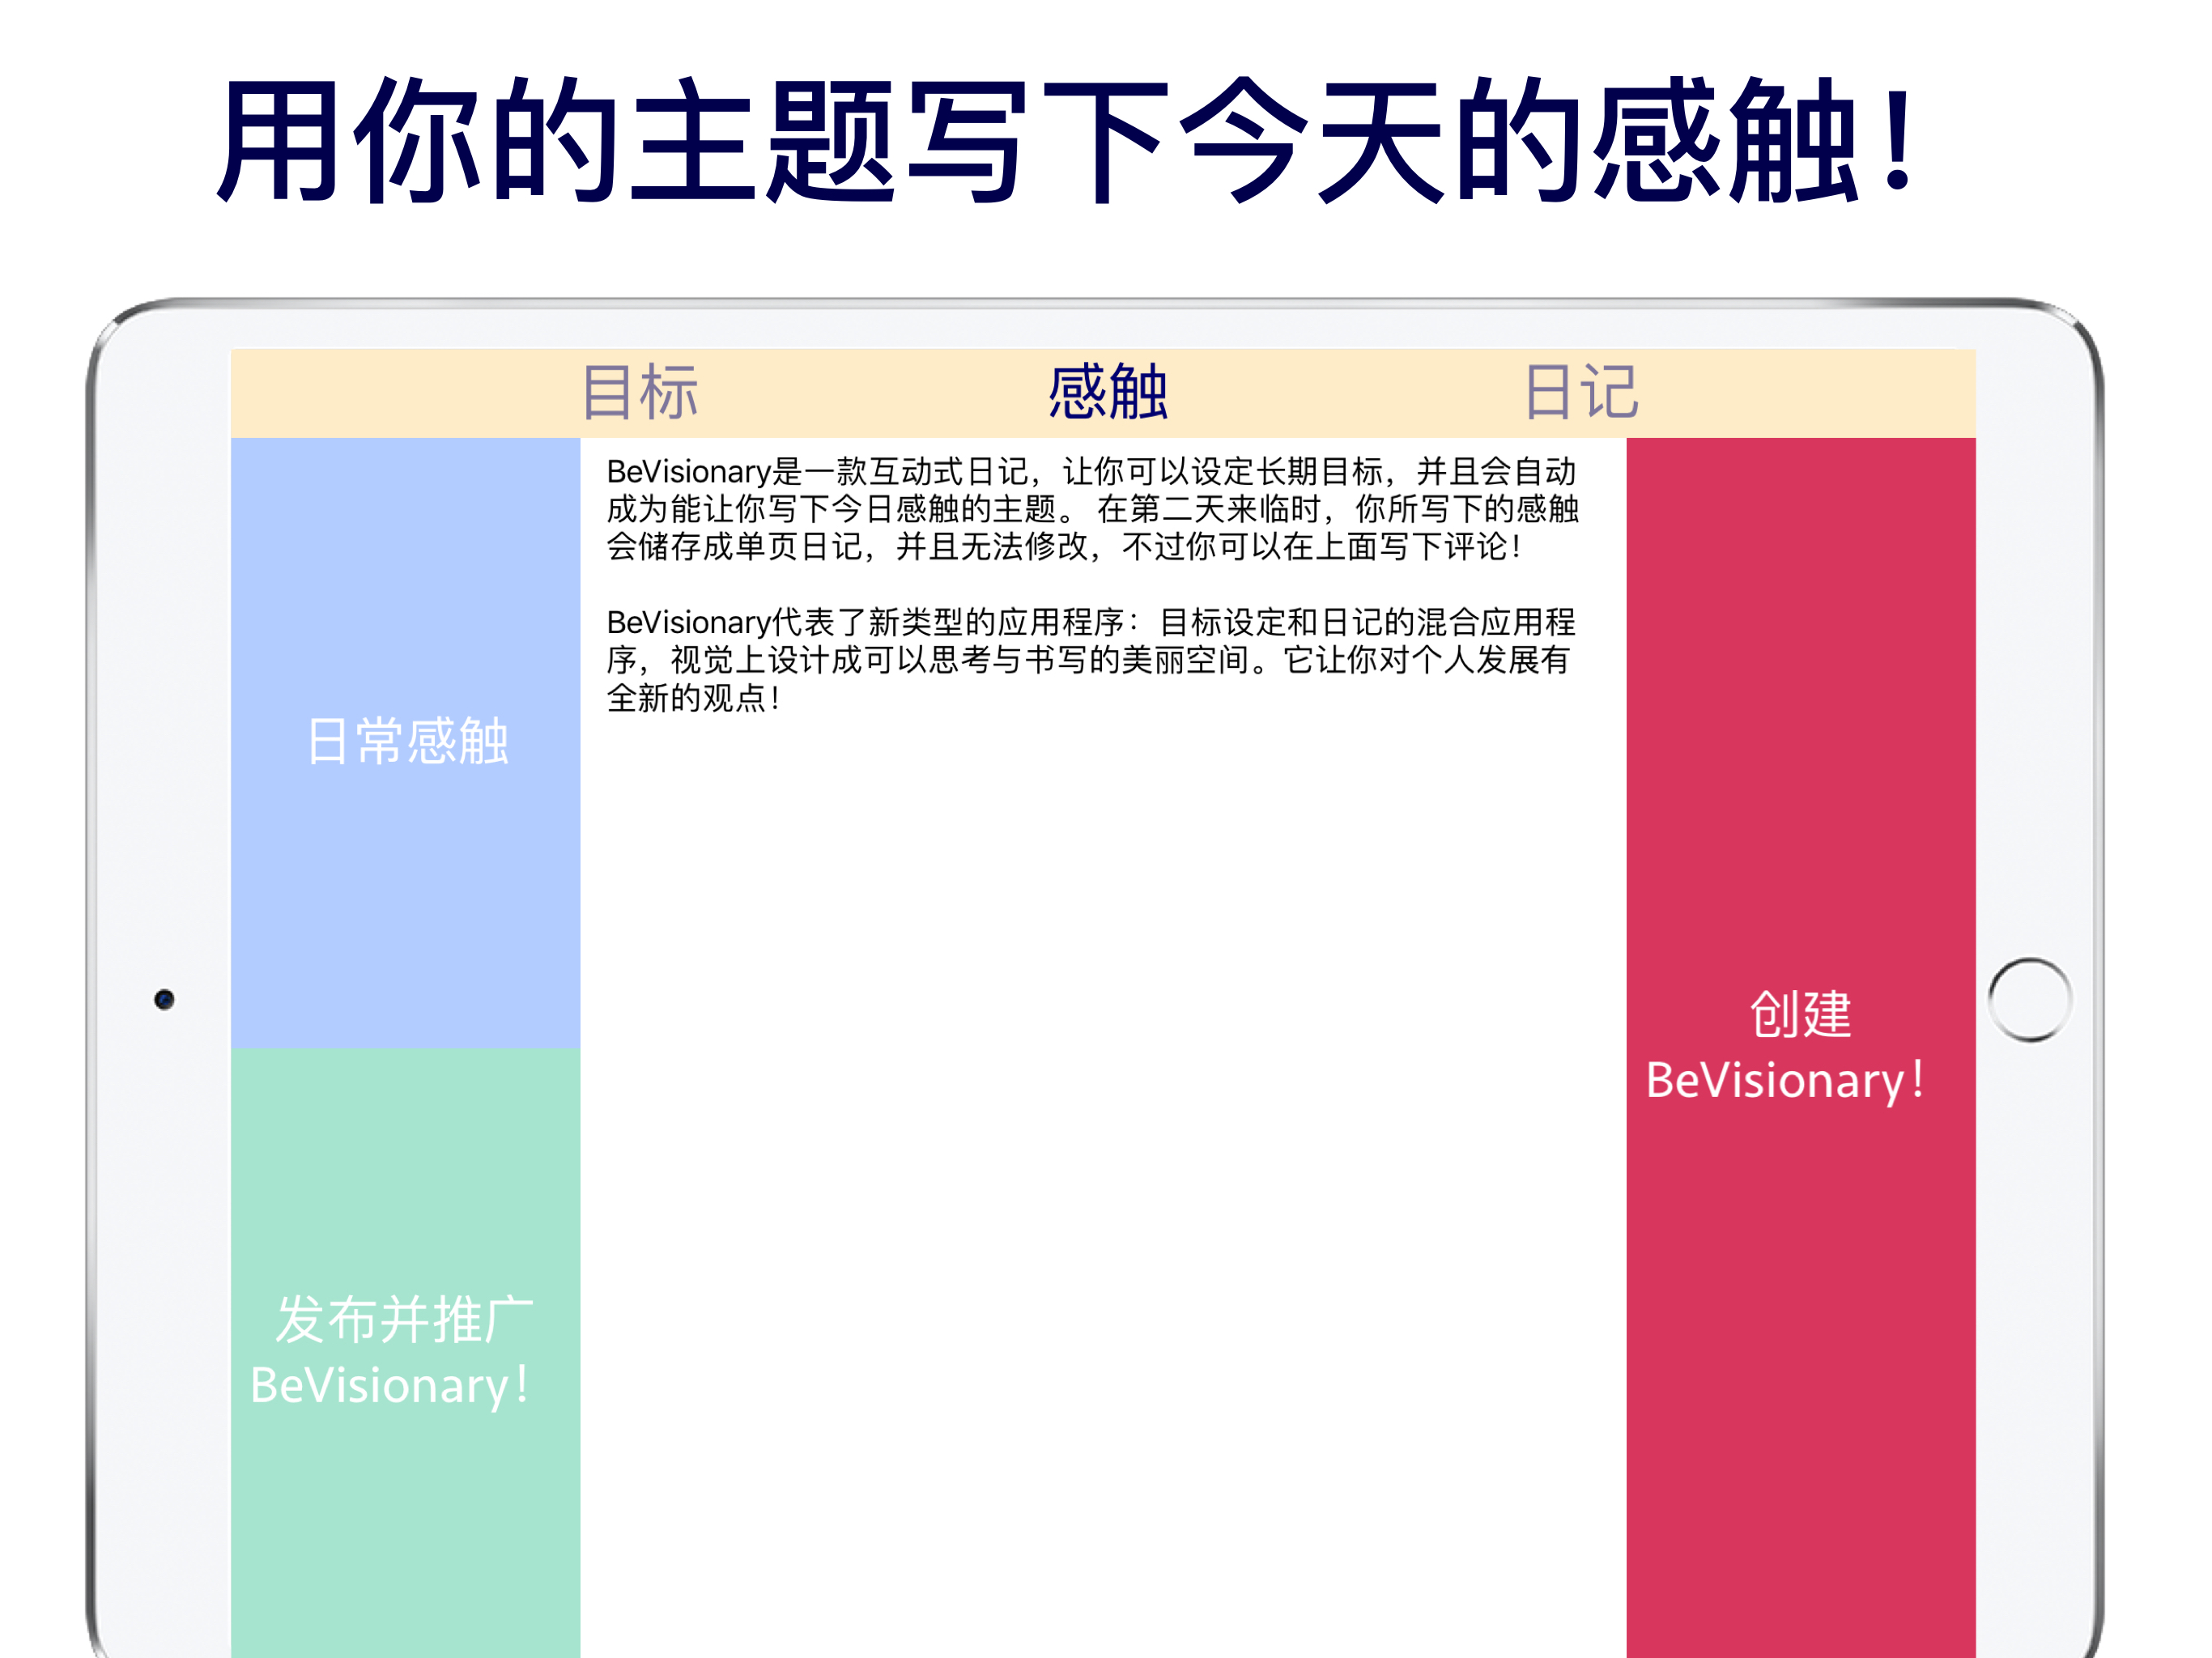 用你的主题写下今天的感触！
目标 感触 日记
日常感触
发布并推广
BeVisionary！
BeVisionary是一款互动式日记，让你可以设定长期目标，并且会自动
成为能让你写下今日感触的主题。 在第二天来临时，你所写下的感触
会储存成单页日记，并且无法修改，不过你可以在上面写下评论！
BeVisionary代表了新类型的应用程序：目标设定和日记的混合应用程
序，视觉上设计成可以思考与书写的美丽空间。它让你对个人发展有
全新的观点！
创建
BeVisionary！